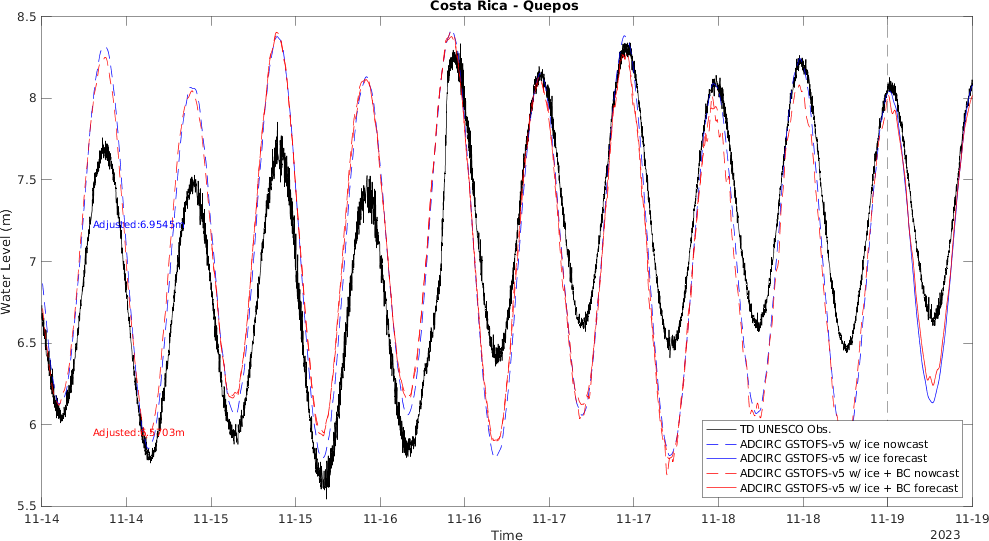 Costa Rica - Quepos
8.5
8
7.5
7
6.5
6
5.5
Water Level (m)
Adjusted:6.9545m
TD UNESCO Obs.
ADCIRC GSTOFS-v5 w/ ice nowcast
ADCIRC GSTOFS-v5 w/ ice forecast
ADCIRC GSTOFS-v5 w/ ice + BC nowcast
ADCIRC GSTOFS-v5 w/ ice + BC forecast
11-14 11-14 11-15 11-15 11-16 11-16 11-17 11-17 11-18 11-18 11-19 11-19
Time
2023